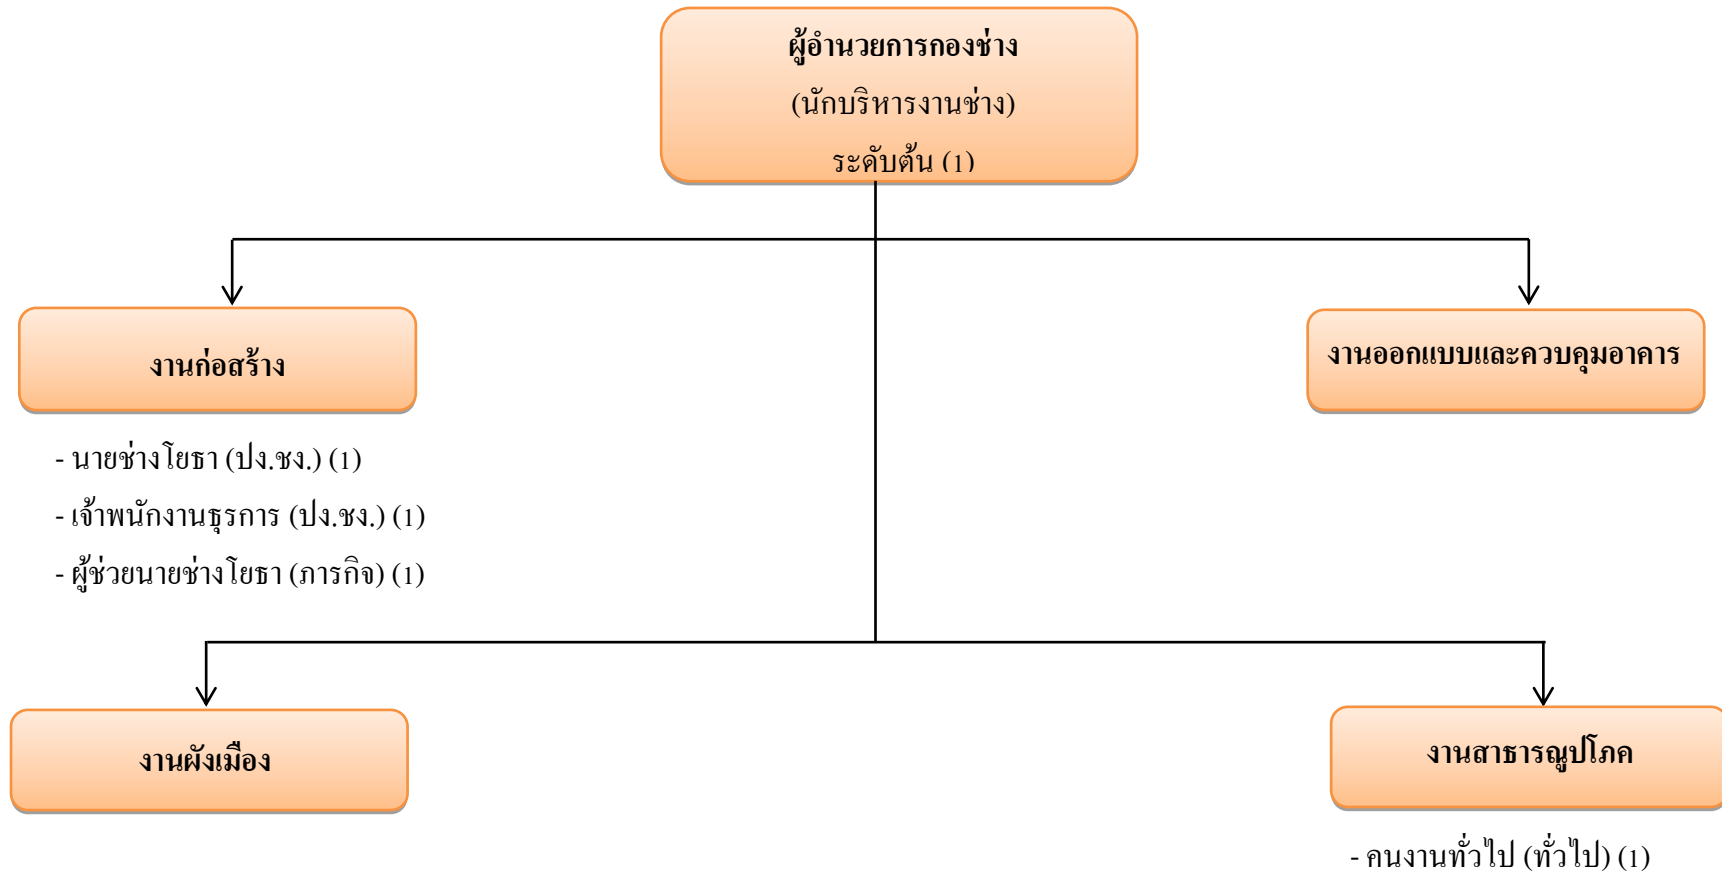 ผู้อำนวยการกองช่าง
(นักบริหารงานช่าง)
ระดับต้น (1)
งานก่อสร้าง
งานออกแบบและควบคุมอาคาร
- นายช่างโยธา (ปง.ชง.) (1)
- เจ้าพนักงานธุรการ (ปง.ชง.) (1)
- ผู้ช่วยนายช่างโยธา (ภารกิจ) (1)
งานผังเมือง
งานสาธารณูปโภค
- คนงานทั่วไป (ทั่วไป) (1)